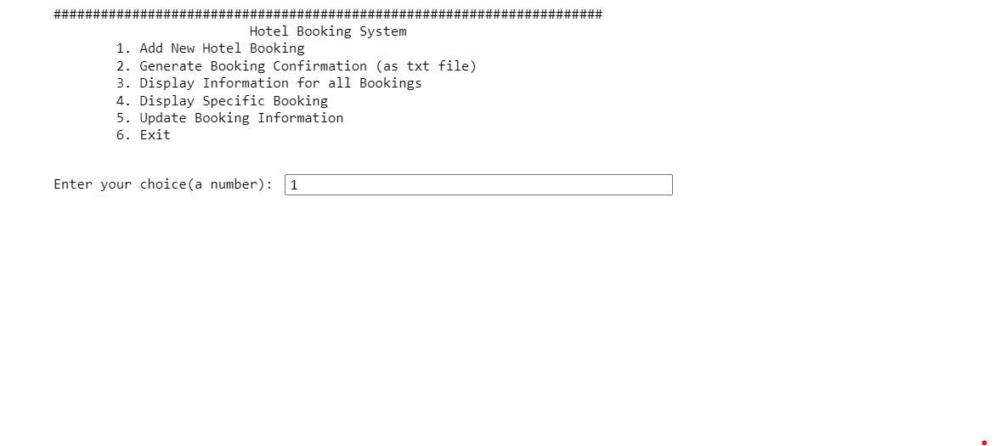 ######################################################################
Hotel Booking System
1. Add New Hotel Booking
2. Generate Booking Confirmation (as txt file)
3. Display Information for all Bookings
4. Display Specific Booking
5. Update Booking Information
6. Exit
Enter your choice(a number): 1